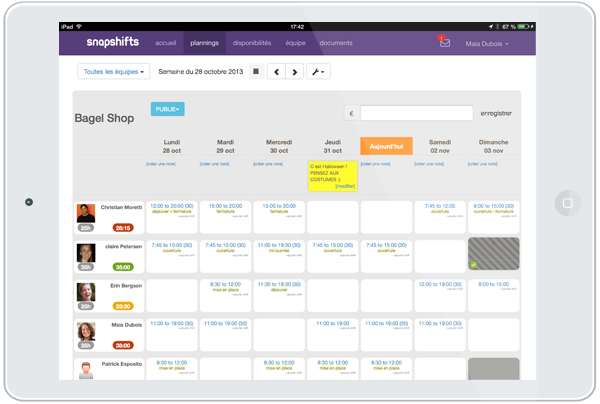 iPad 17:42 67 %
snapshifts accueil plannings disponibilités équipe documents 1 Maia Dubois
Toutes les équipes Semaine du 28 octobre 2013
Bagel Shop PUBLIÉ € enregistrer
Lundi Mardi Mercredi Jeudi Aujourd'hui Samedi Dimanche
28 oct 29 oct 30 oct 31 oct 02 nov 03 nov
[créer une note] [créer une note] [créer une note] C'est Halloween ! [créer une note] [créer une note] [créer une note]
PENSEZ AUX
COSTUMES :)
[modifier]
Christian Moretti 12:00 to 20:00 (30) 15:00 to 20:00 15:00 to 20:00 7:45 to 12:00 8:00 to 15:00 (30)
déjeuner + fermeture fermeture fermeture ouverture ouverture + fermeture
28:15
claire Petersen 7:45 to 15:00 (30) 7:45 to 15:00 (30) 11:00 to 19:30 (30) 7:45 to 15:00 (30) 7:45 to 15:00 (30)
ouverture ouverture mi-journée ouverture ouverture
35h 35:00
Erin Bergson 8:30 to 12:00 11:00 to 18:30 (30) 12:00 to 19:00 (30) 8:00 to 15:00
mise en place déjeuner
25h 23:30
Maia Dubois 11:00 to 19:00 (30) 11:00 to 19:00 (30) 11:00 to 19:00 (30) 11:00 to 19:00 (30) 11:00 to 19:00 (30)
35h 38:00
Patrick Esposito 8:30 to 12:00 8:30 to 12:00 8:30 to 12:00 8:30 to 12:00
mise en place mise en place mise en place mise en place